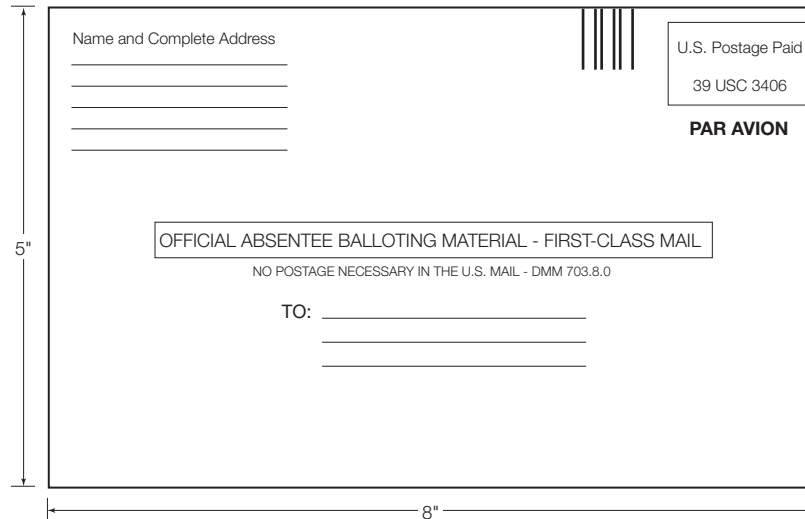 Name and Complete Address
U.S. Postage Paid
39 USC 3406
PAR AVION
OFFICIAL ABSENTEE BALLOTING MATERIAL - FIRST-CLASS MAIL
NO POSTAGE NECESSARY IN THE U.S. MAIL - DMM 703.8.0
TO:
5"
8"